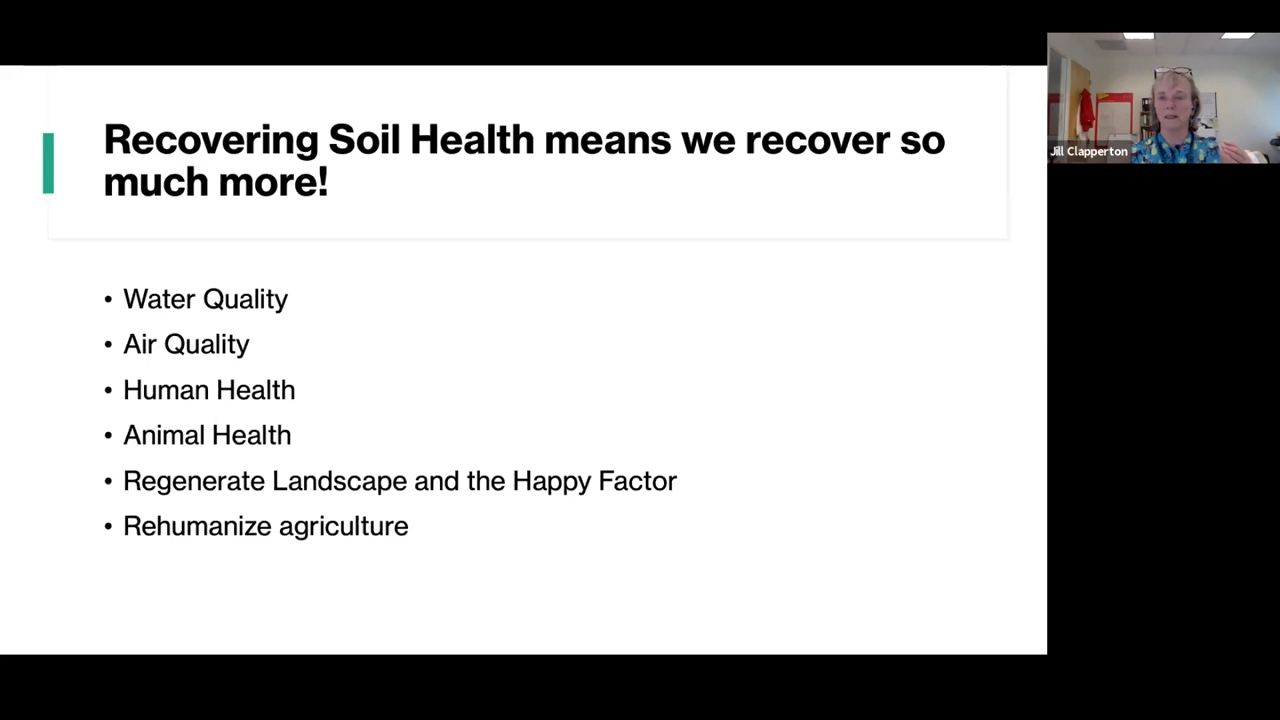 Recovering Soil Health means we recover so
much more!
• Water Quality
• Air Quality
• Human Health
• Animal Health
• Regenerate Landscape and the Happy Factor
• Rehumanize agriculture
Jill Clapperton